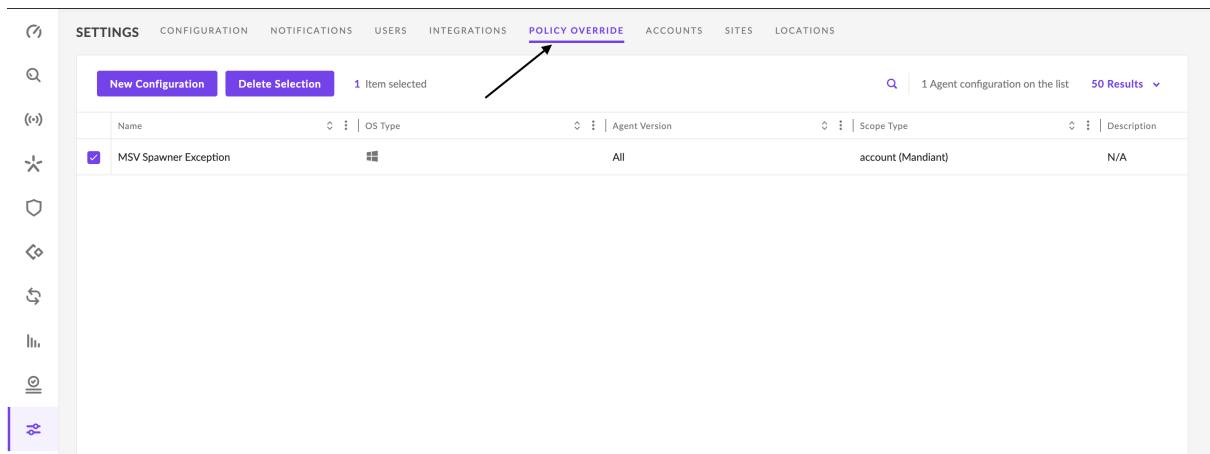 SETTINGS CONFIGURATION NOTIFICATIONS USERS INTEGRATIONS POLICY OVERRIDE ACCOUNTS SITES LOCATIONS
New Configuration Delete Selection 1 Item selected 1 Agent configuration on the list 50 Results
Name OS Type Agent Version Scope Type Description
MSV Spawner Exception All account (Mandiant) N/A